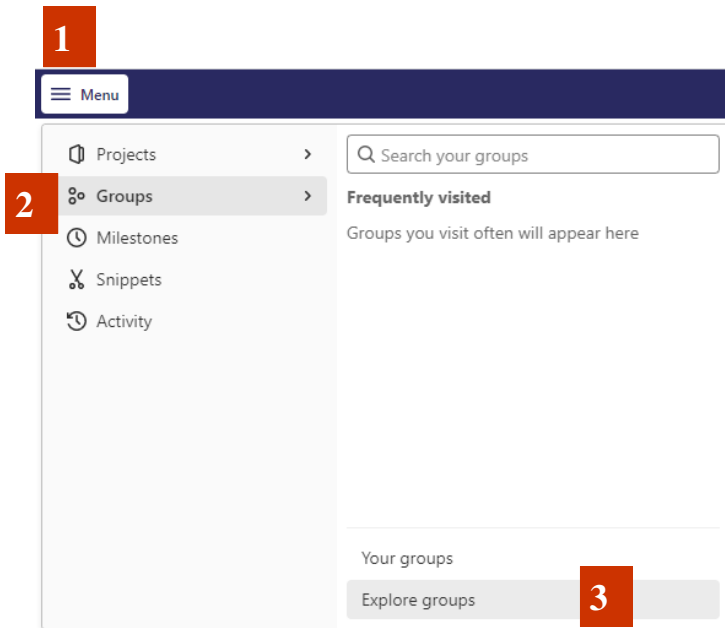 1
Menu
Projects
Search your groups
2
Groups
Frequently visited
Milestones
Groups you visit often will appear here
Snippets
Activity
Your groups
Explore groups
3